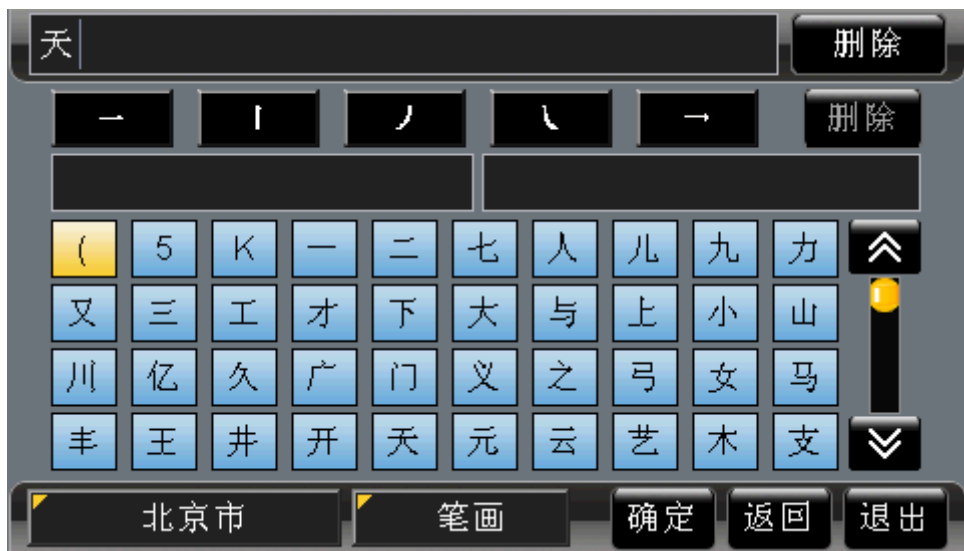 天 删除
一 丨 丿 ㇏ → 删除
( 5 K 一 二 七 人 儿 九 力
又 三 工 才 下 大 与 上 小 山
川 亿 久 广 门 义 之 弓 女 马
丰 王 井 开 天 元 云 艺 木 支
北京市 笔画 确定 返回 退出